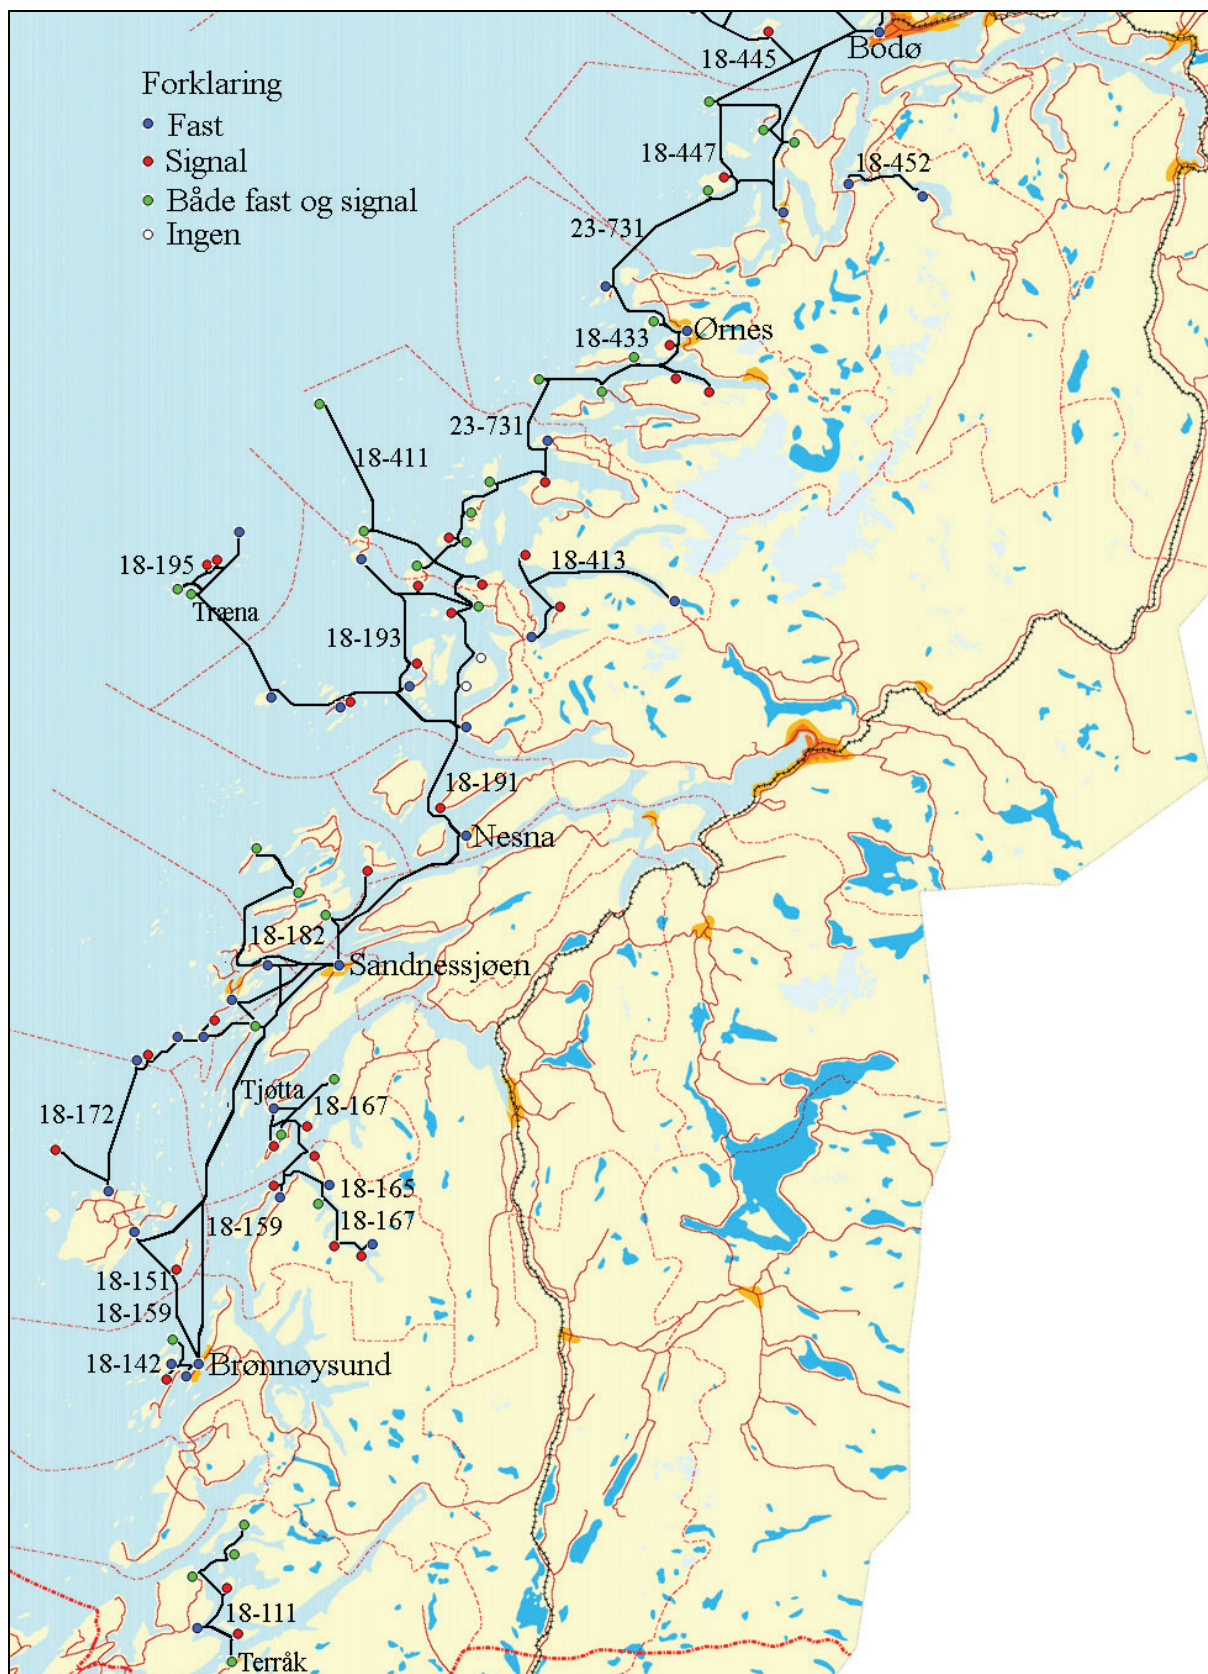 Bodø
18-445
Forklaring
Fast
Signal
Både fast og signal
Ingen
18-447
18-452
23-731
Ørnes
18-433
23-731
18-411
18-195
18-413
Træna
18-193
18-191
Nesna
18-182
Sandnessjøen
Tjøtta
18-167
18-172
18-165
18-159
18-167
18-151
18-159
18-142
Brønnøysund
18-111
Terråk